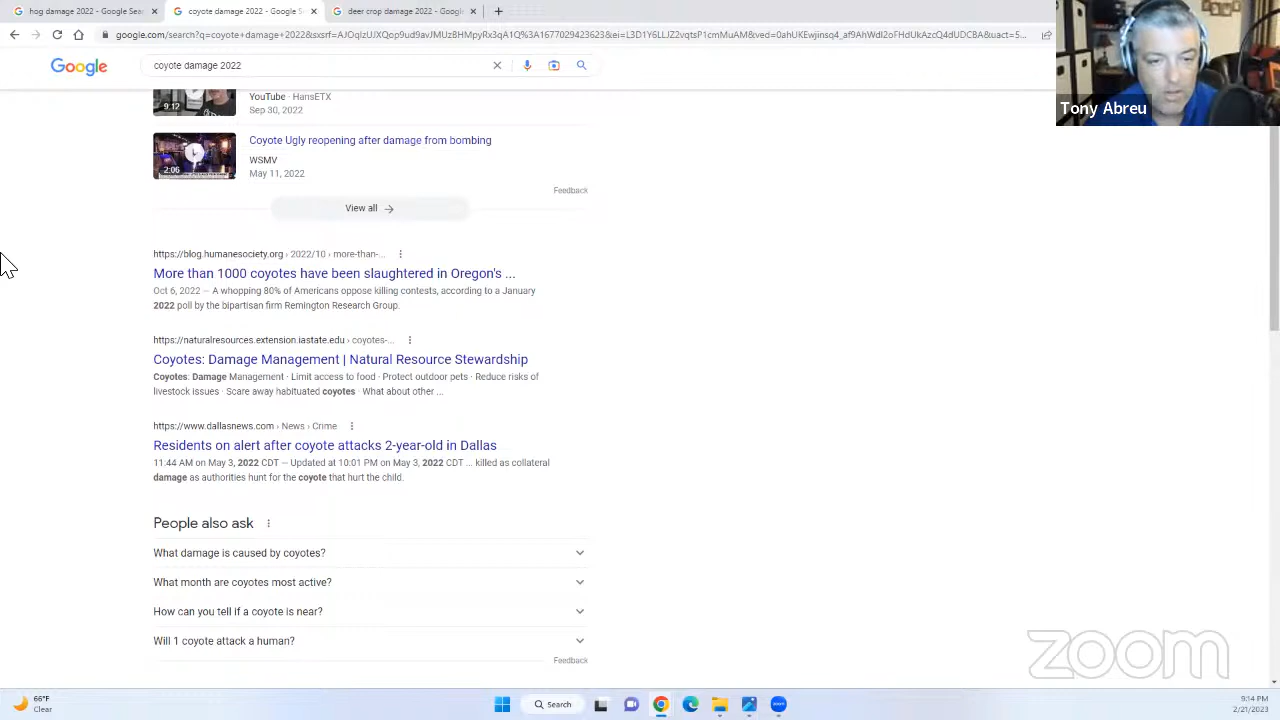 hog damage 2022 - Google Sea
coyote damage 2022 - Google S
deer crop damage 2022 - Googl
Google
coyote damage 2022
9:12
YouTube · HansETX
Sep 30, 2022
Coyote Ugly reopening after damage from bombing
2:06
WSMV
May 11, 2022
Feedback
View all
https://blog.humanesociety.org › 2022/10 › more-than-...
More than 1000 coyotes have been slaughtered in Oregon's ...
Oct 6, 2022 — A whopping 80% of Americans oppose killing contests, according to a January
2022 poll by the bipartisan firm Remington Research Group.
https://naturalresources.extension.iastate.edu › coyotes-...
Coyotes: Damage Management | Natural Resource Stewardship
Coyotes: Damage Management · Limit access to food · Protect outdoor pets · Reduce risks of
livestock issues · Scare away habituated coyotes · What about other ...
https://www.dallasnews.com › News › Crime
Residents on alert after coyote attacks 2-year-old in Dallas
11:44 AM on May 3, 2022 CDT — Updated at 10:01 PM on May 3, 2022 CDT ... killed as collateral
damage as authorities hunt for the coyote that hurt the child.
People also ask
What damage is caused by coyotes?
What month are coyotes most active?
How can you tell if a coyote is near?
Will 1 coyote attack a human?
Feedback
Tony Abreu
zoom
66°F
Clear
Search
zoom
9:14 PM
2/21/2023